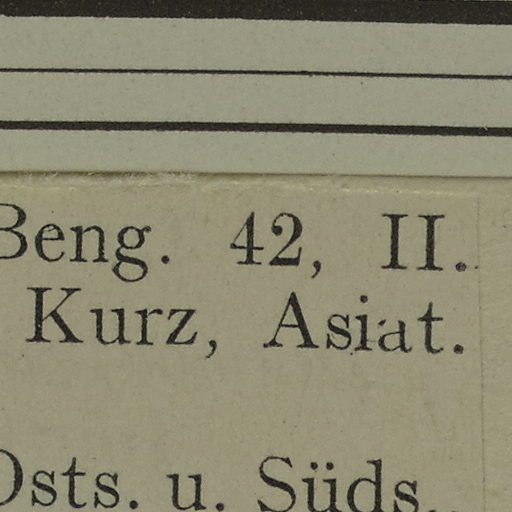 Beng. 42, II.
Kurz, Asiat.
Osts. u. Süds.